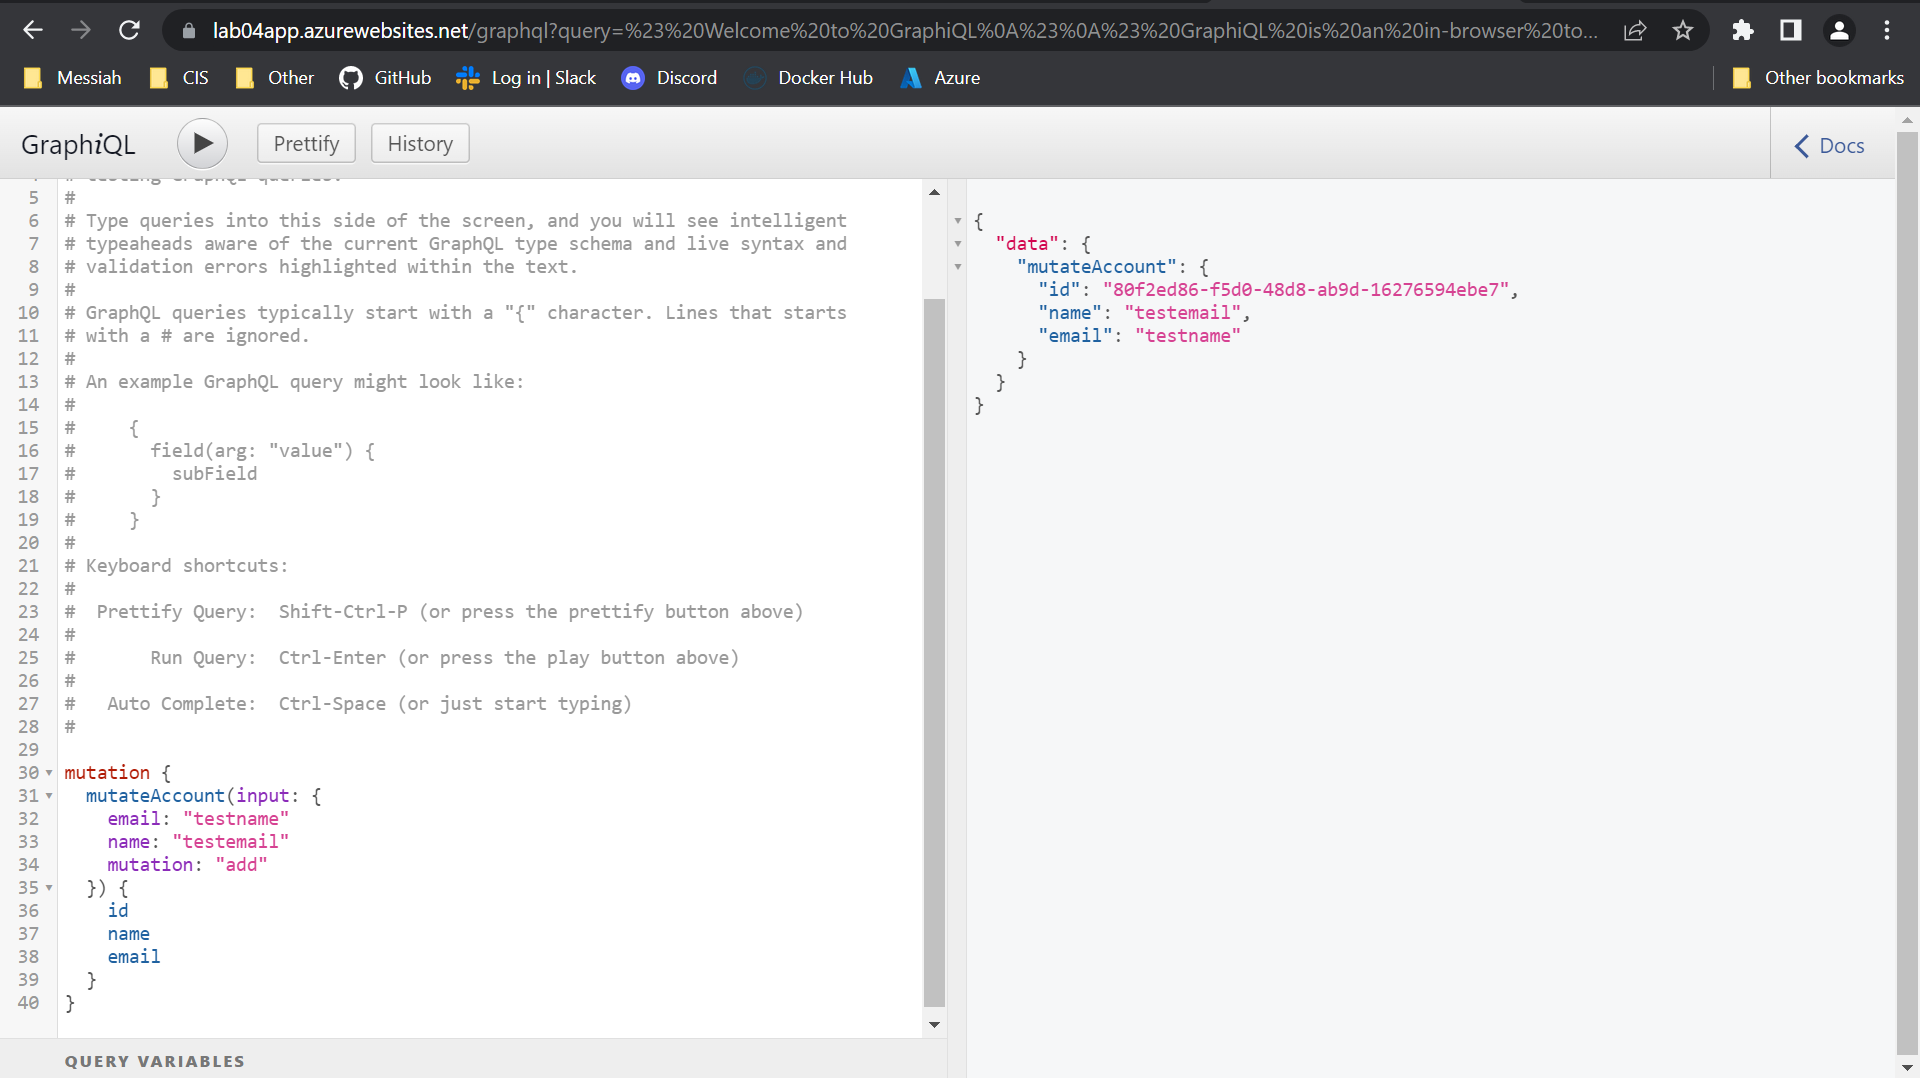 lab04app.azurewebsites.net/graphql?query=%23%20Welcome%20to%20GraphiQL%0A%23%0A%23%20GraphiQL%20is%20an%20in-browser%20to...
Messiah CIS Other GitHub Log in | Slack Discord Docker Hub Azure Other bookmarks
GraphiQL Prettify History Docs
4 # testing GraphQL queries.
5 #
6 # Type queries into this side of the screen, and you will see intelligent
7 # typeaheads aware of the current GraphQL type schema and live syntax and
8 # validation errors highlighted within the text.
9 #
10 # GraphQL queries typically start with a "{" character. Lines that starts
11 # with a # are ignored.
12 #
13 # An example GraphQL query might look like:
14 #
15 #     {
16 #       field(arg: "value") {
17 #         subField
18 #       }
19 #     }
20 #
21 # Keyboard shortcuts:
22 #
23 #  Prettify Query:  Shift-Ctrl-P (or press the prettify button above)
24 #
25 #       Run Query:  Ctrl-Enter (or press the play button above)
26 #
27 #   Auto Complete:  Ctrl-Space (or just start typing)
28 #
29
30 mutation {
31   mutateAccount(input: {
32     email: "testname"
33     name: "testemail"
34     mutation: "add"
35   }) {
36     id
37     name
38     email
39   }
40 }
QUERY VARIABLES
{
  "data": {
    "mutateAccount": {
      "id": "80f2ed86-f5d0-48d8-ab9d-16276594ebe7",
      "name": "testemail",
      "email": "testname"
    }
  }
}